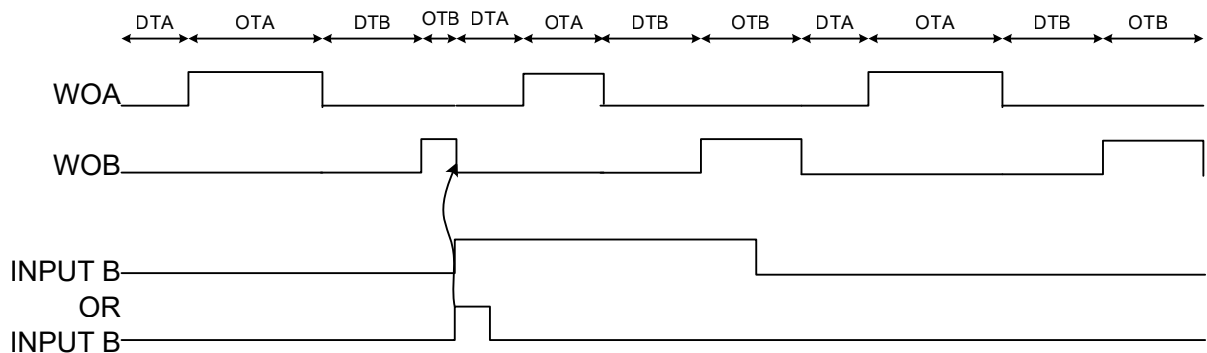 DTA OTA DTB OTB DTA OTA DTB OTB DTA OTA DTB OTB
WOA
WOB
INPUT B
OR
INPUT B